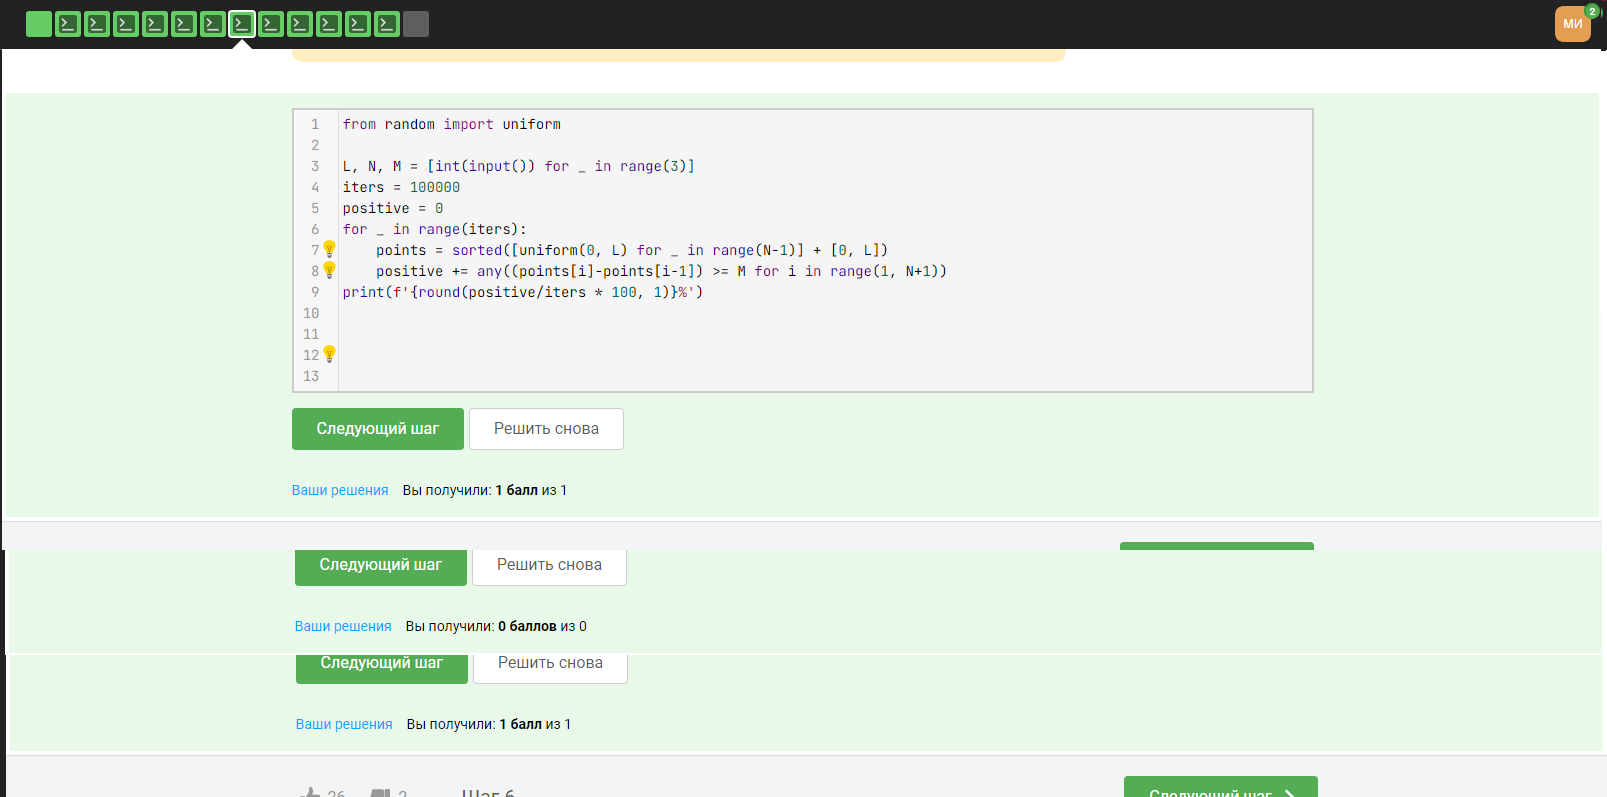 МИ
2
1 from random import uniform
2
3 L, N, M = [int(input()) for _ in range(3)]
4 iters = 100000
5 positive = 0
6 for _ in range(iters):
7     points = sorted([uniform(0, L) for _ in range(N-1)] + [0, L])
8     positive += any((points[i]-points[i-1]) >= M for i in range(1, N+1))
9 print(f'{round(positive/iters * 100, 1)}%')
10
11
12
13
Следующий шаг Решить снова
Ваши решения Вы получили: 1 балл из 1
Следующий шаг Решить снова
Ваши решения Вы получили: 0 баллов из 0
Следующий шаг Решить снова
Ваши решения Вы получили: 1 балл из 1
26 2 Шаг 6 Следующий шаг